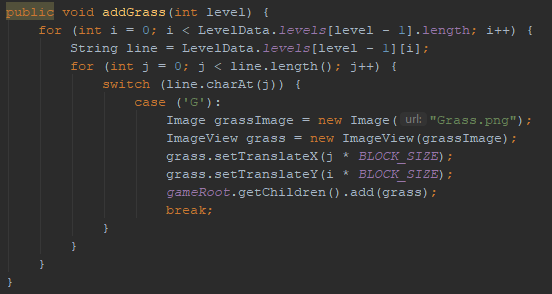 public void addGrass(int level) {
    for (int i = 0; i < LevelData.levels[level - 1].length; i++) {
        String line = LevelData.levels[level - 1][i];
        for (int j = 0; j < line.length(); j++) {
            switch (line.charAt(j)) {
                case ('G'):
                    Image grassImage = new Image( url: "Grass.png");
                    ImageView grass = new ImageView(grassImage);
                    grass.setTranslateX(j * BLOCK_SIZE);
                    grass.setTranslateY(i * BLOCK_SIZE);
                    gameRoot.getChildren().add(grass);
                    break;
            }
        }
    }
}